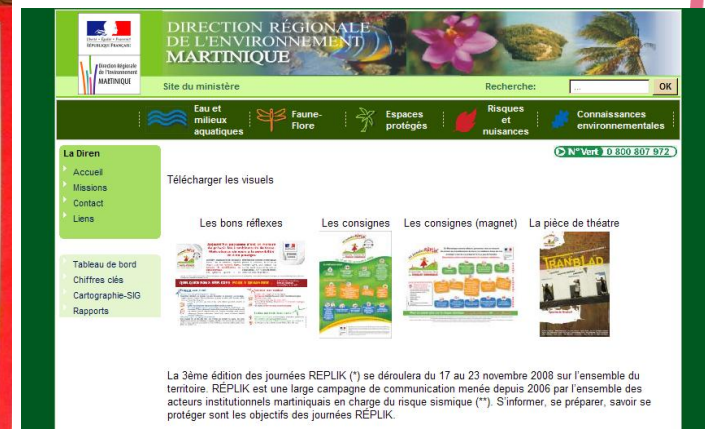 Liberté • Égalité • Fraternité
RÉPUBLIQUE FRANÇAISE
Direction Régionale
de l'Environnement
MARTINIQUE
DIRECTION RÉGIONALE
DE L'ENVIRONNEMENT
MARTINIQUE
Site du ministère
Recherche:
...
OK
Eau et
milieux
aquatiques
Faune-
Flore
Espaces
protégés
Risques
et
nuisances
Connaissances
environnementales
La Diren
Accueil
Missions
Contact
Liens
Tableau de bord
Chiffres clés
Cartographie-SIG
Rapports
N° Vert 0 800 807 972
Télécharger les visuels
Les bons réflexes
Les consignes
Les consignes (magnet)
La pièce de théatre
TRANBLAD
La 3ème édition des journées REPLIK (*) se déroulera du 17 au 23 novembre 2008 sur l'ensemble du
territoire. RÉPLIK est une large campagne de communication menée depuis 2006 par l'ensemble des
acteurs institutionnels martiniquais en charge du risque sismique (**). S'informer, se préparer, savoir se
protéger sont les objectifs des journées RÉPLIK.